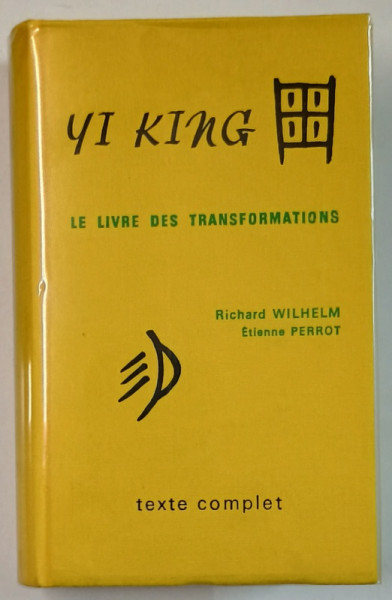 YI KING
LE LIVRE DES TRANSFORMATIONS
Richard WILHELM
Étienne PERROT
texte complet